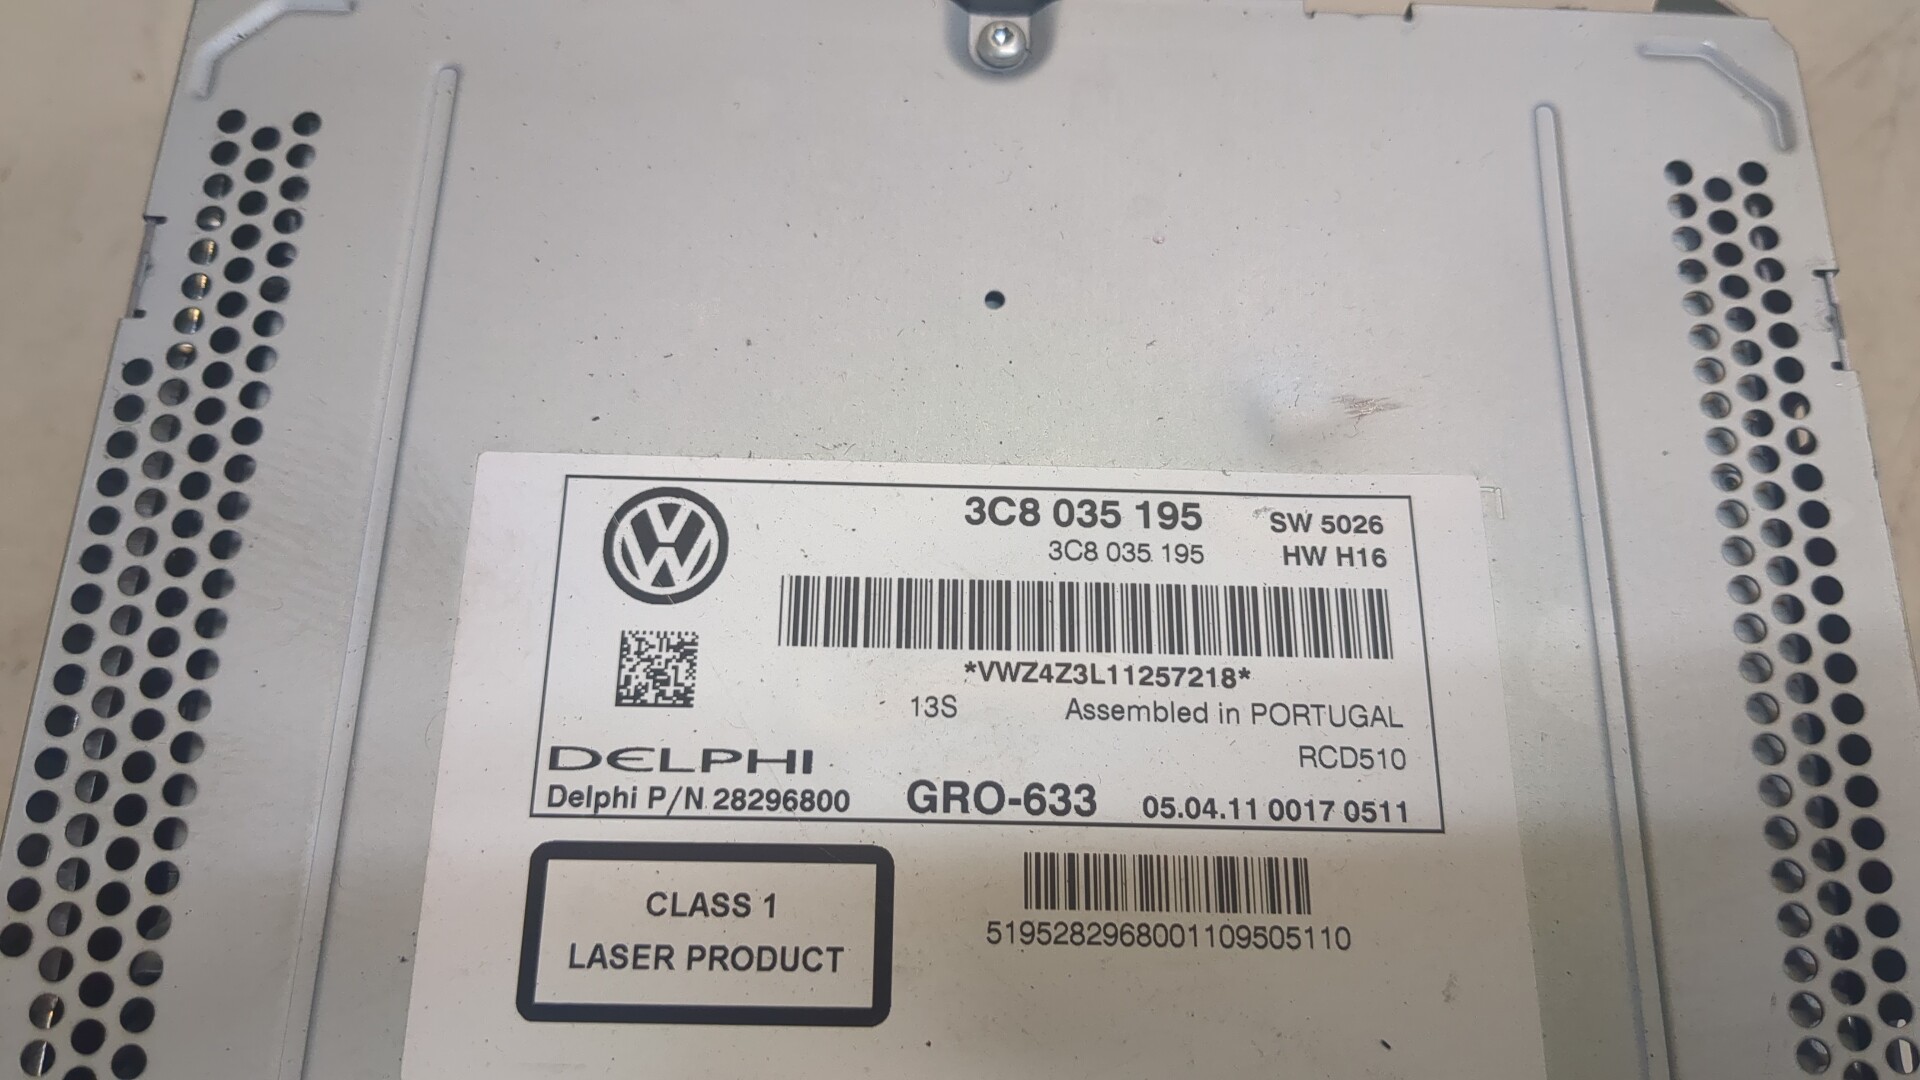 3C8 035 195 SW 5026
3C8 035 195 HW H16
*VWZ4Z3L11257218*
13S Assembled in PORTUGAL
DELPHI RCD510
Delphi P/N 28296800 GRO-633 05.04.11 0017 0511
CLASS 1
LASER PRODUCT
5195282968001109505110